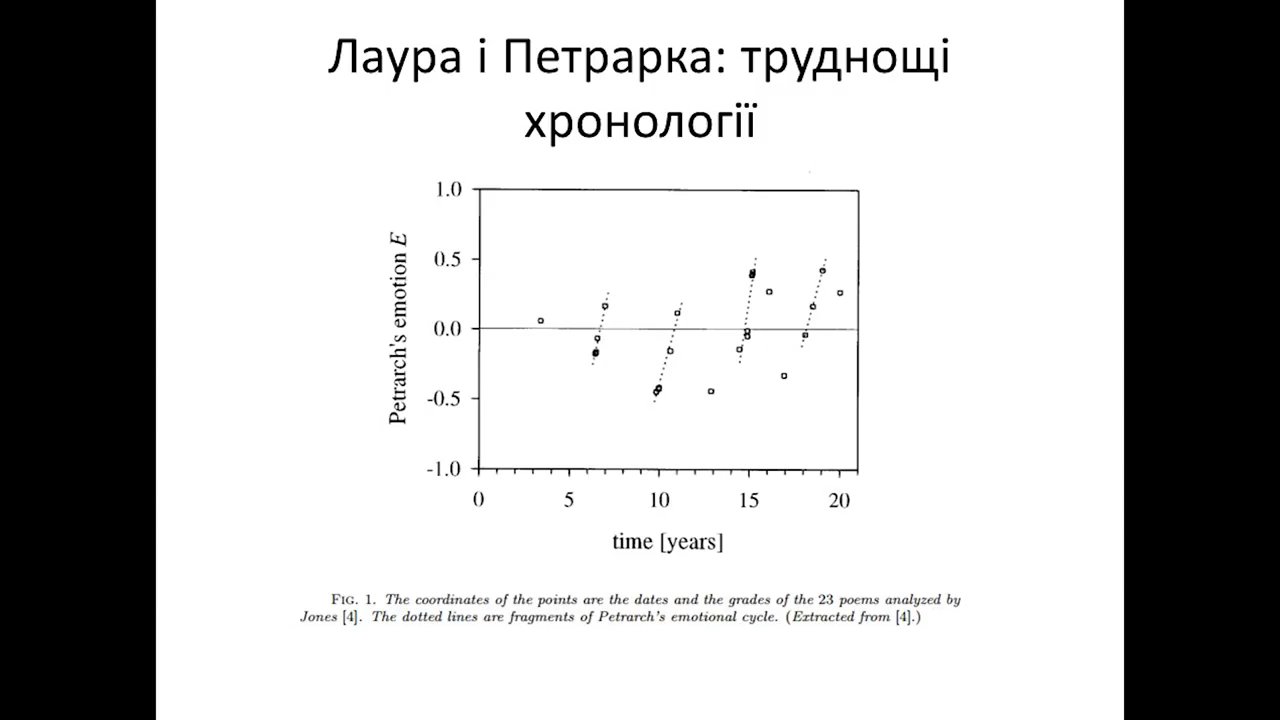 Лаура і Петрарка: труднощі
хронології
1.0
0.5
0.0
-0.5
-1.0
Petrarch's emotion E
0 5 10 15 20
time [years]
FIG. 1. The coordinates of the points are the dates and the grades of the 23 poems analyzed by
Jones [4]. The dotted lines are fragments of Petrarch's emotional cycle. (Extracted from [4].)